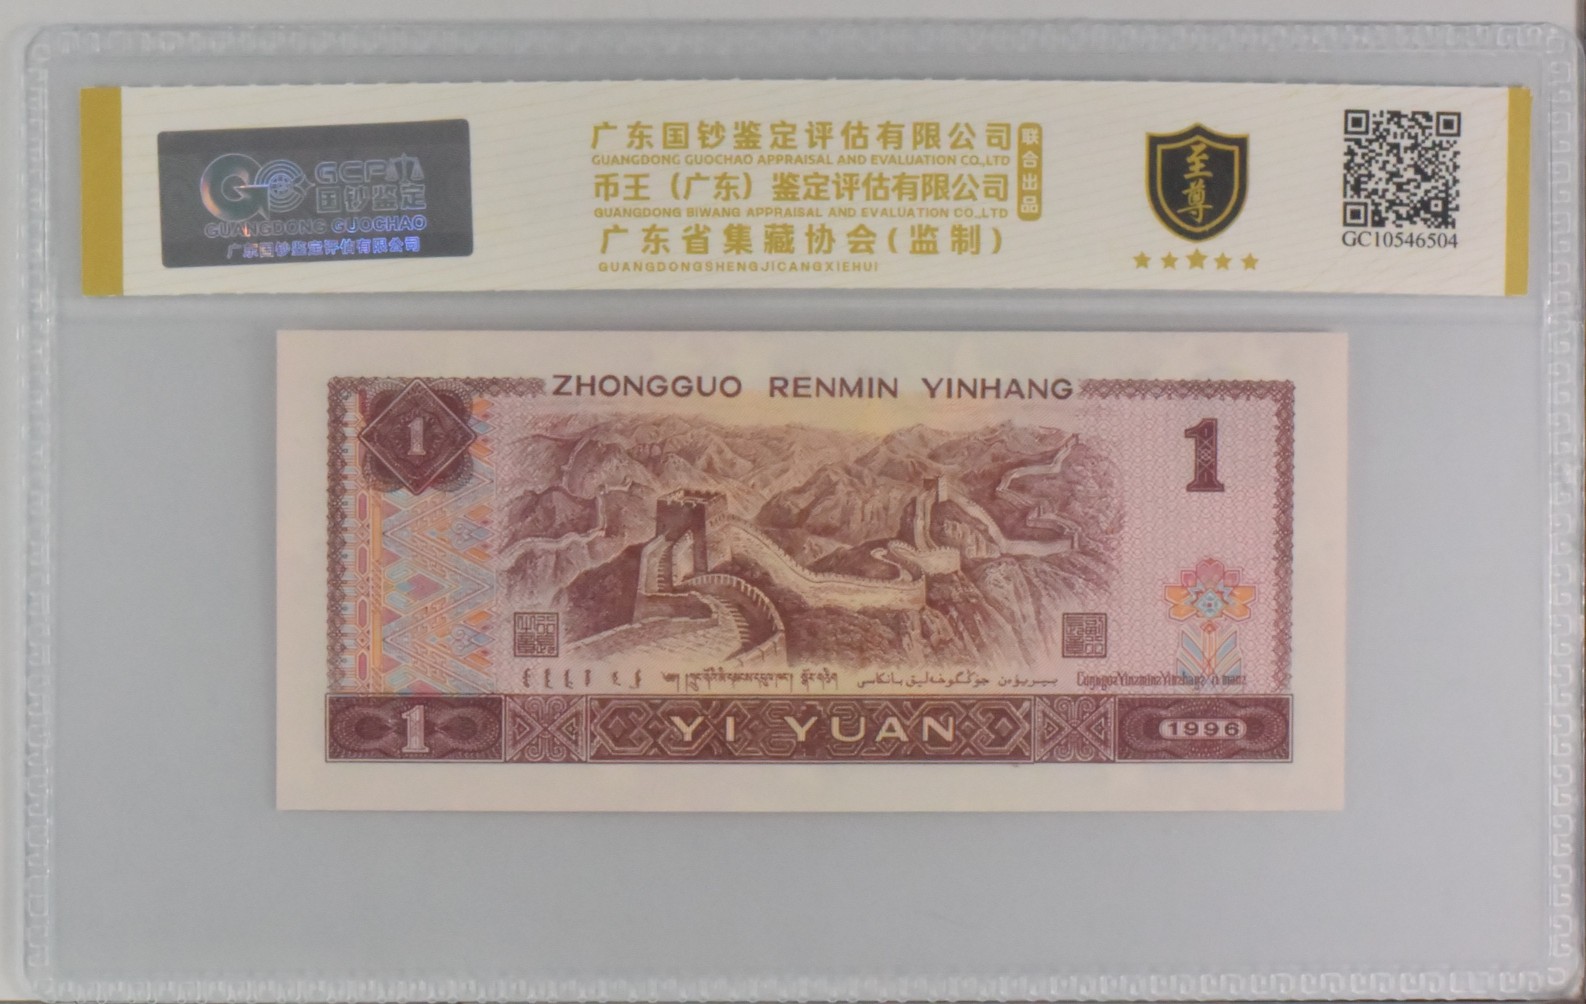 GCF
国钞鉴定
GUANGDONG GUOCHAO
广东国钞鉴定评估有限公司
广东国钞鉴定评估有限公司
GUANGDONG GUOCHAO APPRAISAL AND EVALUATION CO.,LTD
币王（广东）鉴定评估有限公司
GUANGDONG BIWANG APPRAISAL AND EVALUATION CO.,LTD
广东省集藏协会(监制)
GUANGDONGSHENGJICANGXIEHUI
联合出品
至尊
GC10546504
ZHONGGUO RENMIN YINHANG
1
1
1
YI YUAN
1996